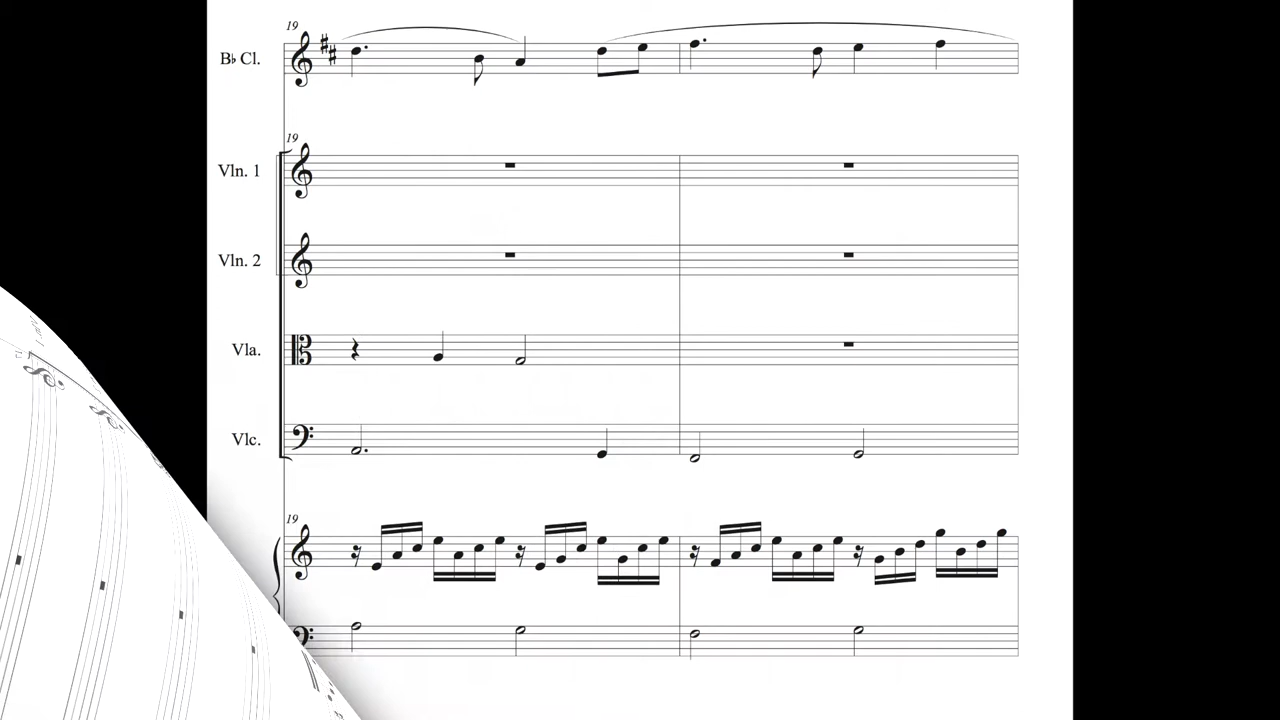 19
B♭ Cl.
19
Vln. 1
Vln. 2
Vla.
Vlc.
19